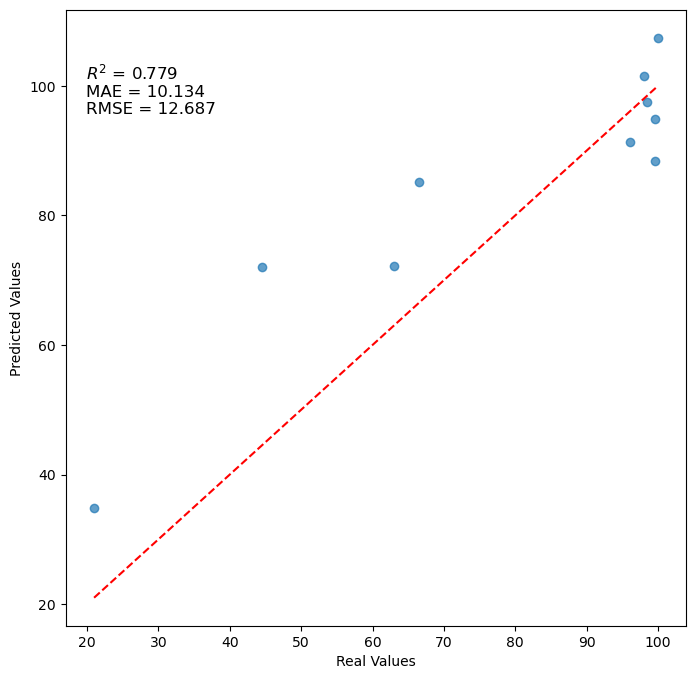 R² = 0.779
MAE = 10.134
RMSE = 12.687
100
80
60
40
20
Predicted Values
20 30 40 50 60 70 80 90 100
Real Values